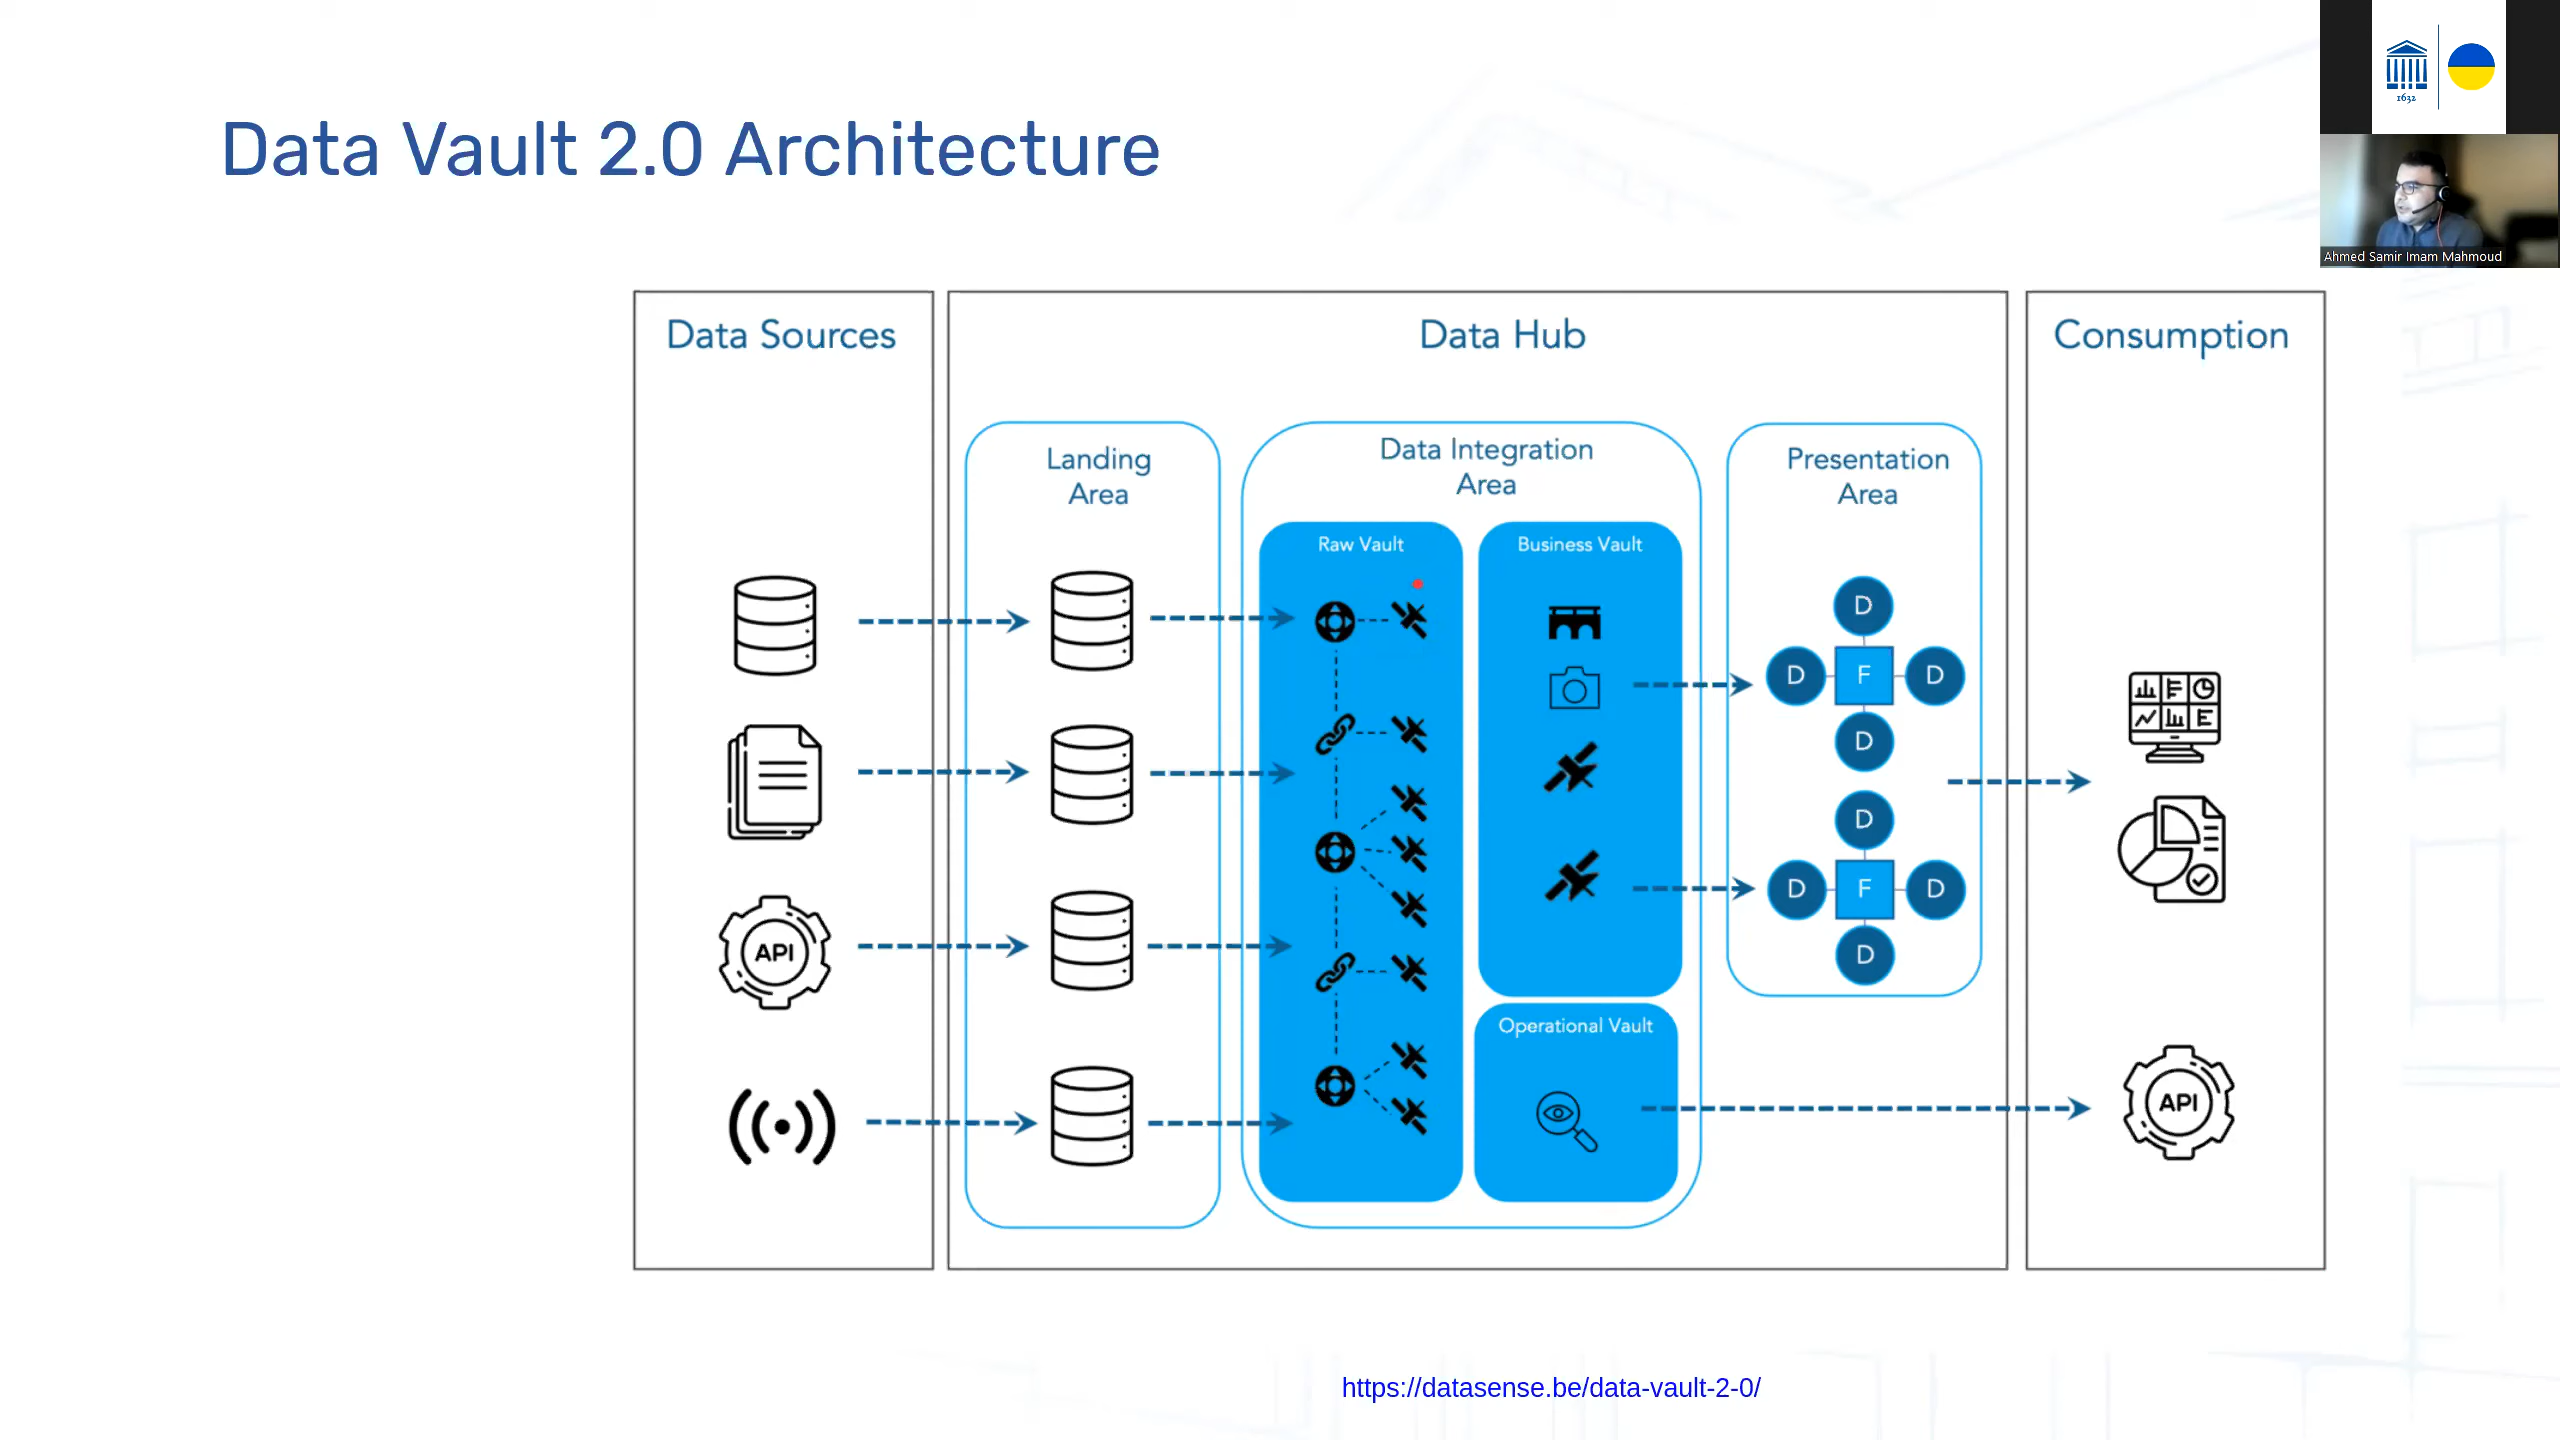 Data Vault 2.0 Architecture
1632
Ahmed Samir Imam Mahmoud
Data Sources
Data Hub
Consumption
Landing
Area
Data Integration
Area
Presentation
Area
Raw Vault
Business Vault
D
D
F
D
D
D
D
F
D
D
API
Operational Vault
API
https://datasense.be/data-vault-2-0/